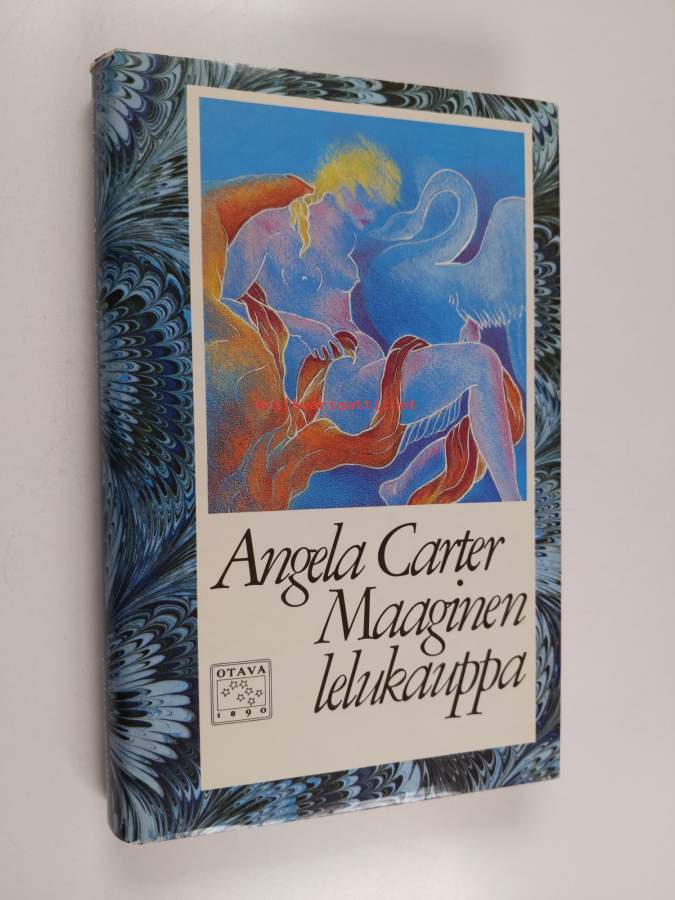 Angela Carter
Maaginen
lelukauppa
OTAVA
1890